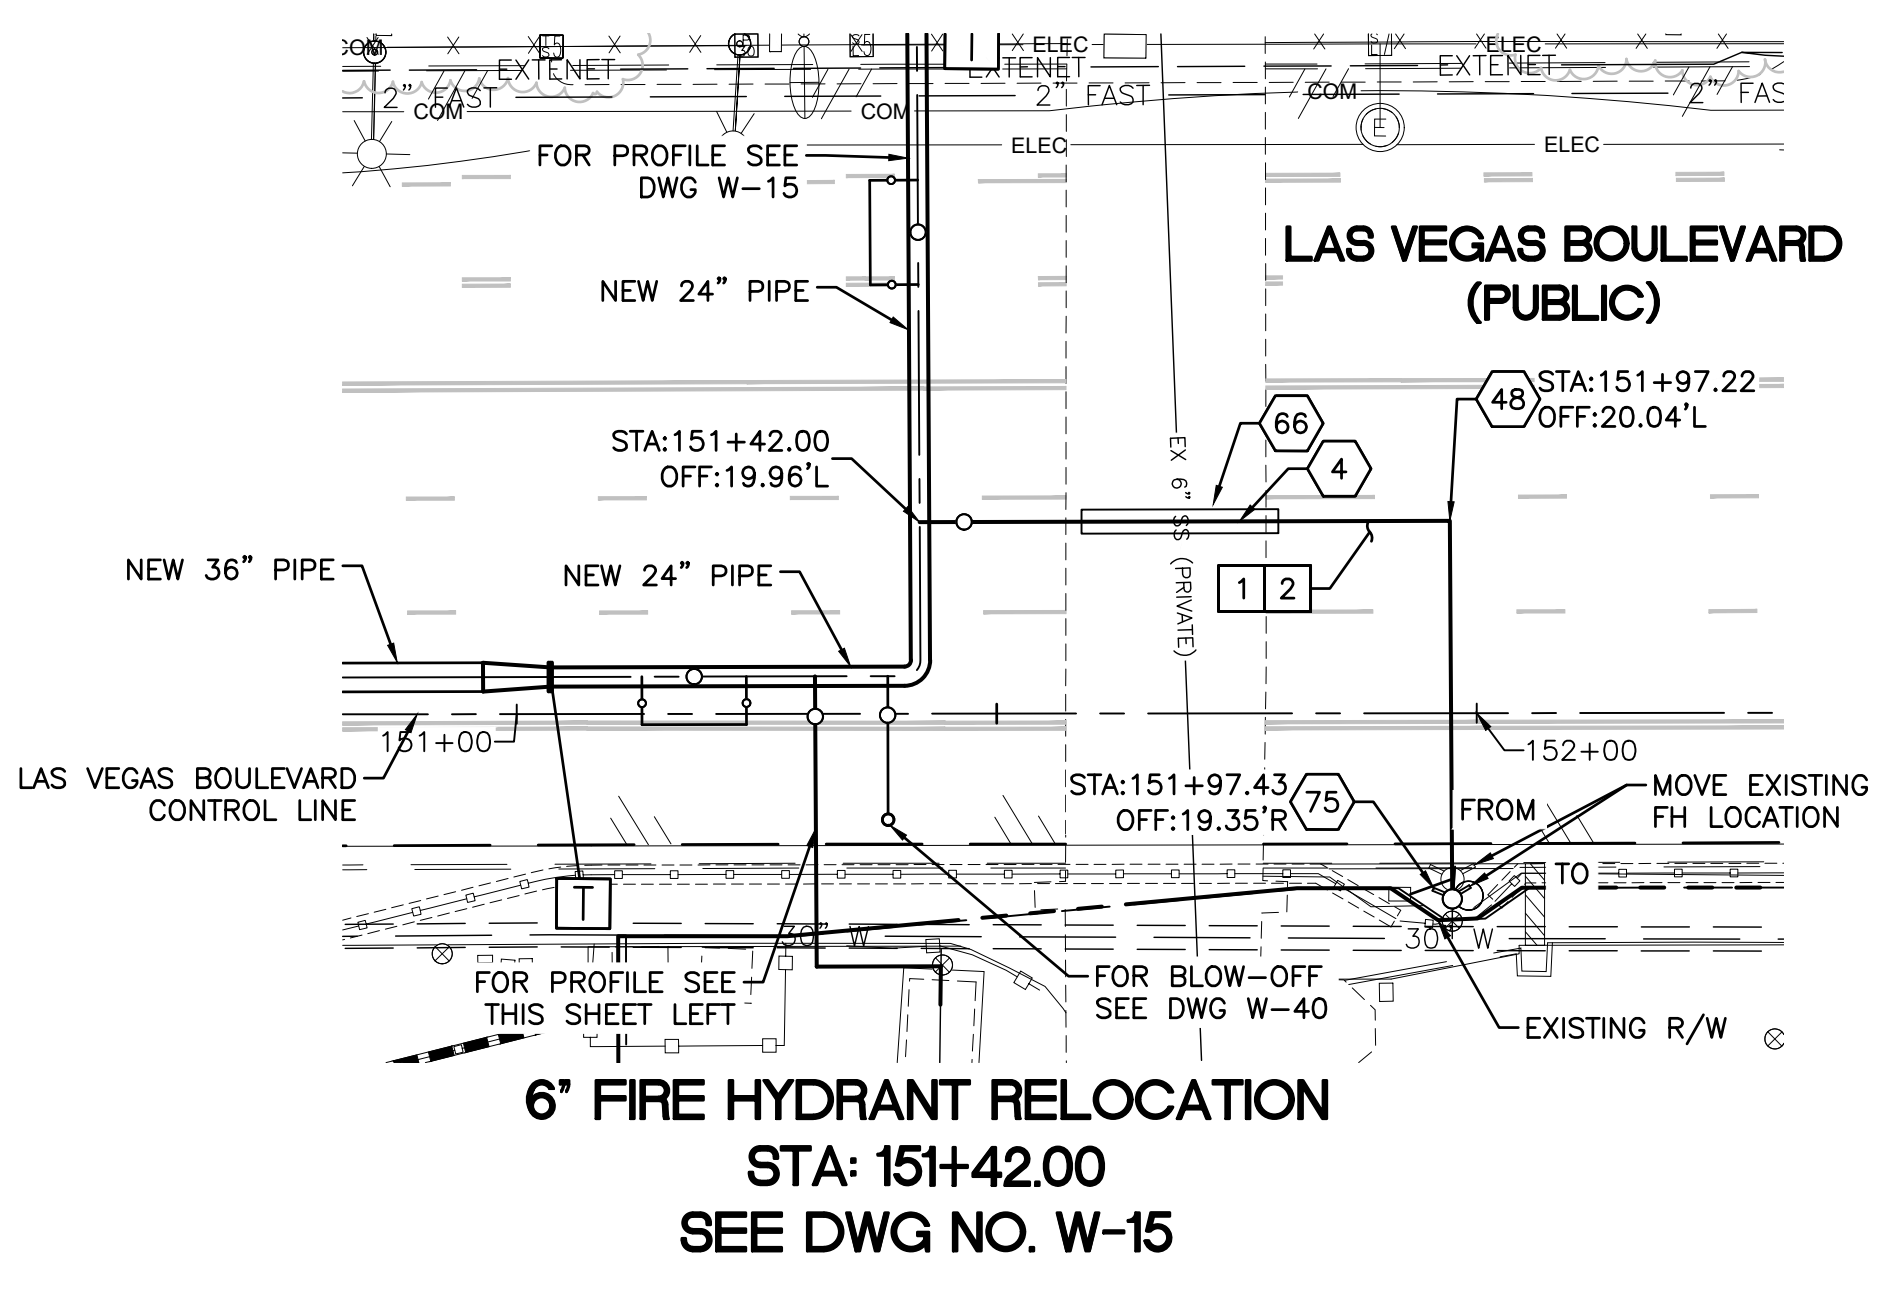 COM
ELEC
ELEC
EXTENET
EXTENET
EXTENET
2” FAST
COM
COM
2” FAST
COM
2” FAS
E
ELEC
ELEC
FOR PROFILE SEE
DWG W-15
LAS VEGAS BOULEVARD
(PUBLIC)
NEW 24” PIPE
48
STA:151+97.22
OFF:20.04’L
66
4
STA:151+42.00
OFF:19.96’L
EX 6” SS (PRIVATE)
NEW 36” PIPE
NEW 24” PIPE
1 2
151+00
152+00
LAS VEGAS BOULEVARD
CONTROL LINE
STA:151+97.43
OFF:19.35’R
75
FROM
MOVE EXISTING
FH LOCATION
TO
T
30” W
30” W
FOR PROFILE SEE
THIS SHEET LEFT
FOR BLOW-OFF
SEE DWG W-40
EXISTING R/W
6” FIRE HYDRANT RELOCATION
STA: 151+42.00
SEE DWG NO. W-15